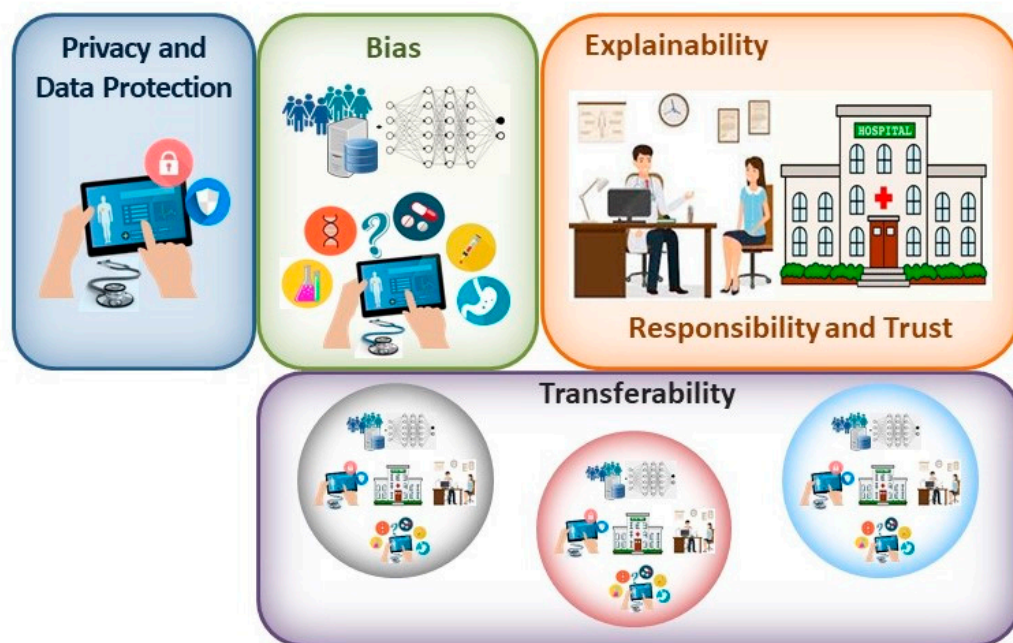 Privacy and
Data Protection
Bias
Explainability
HOSPITAL
Responsibility and Trust
Transferability